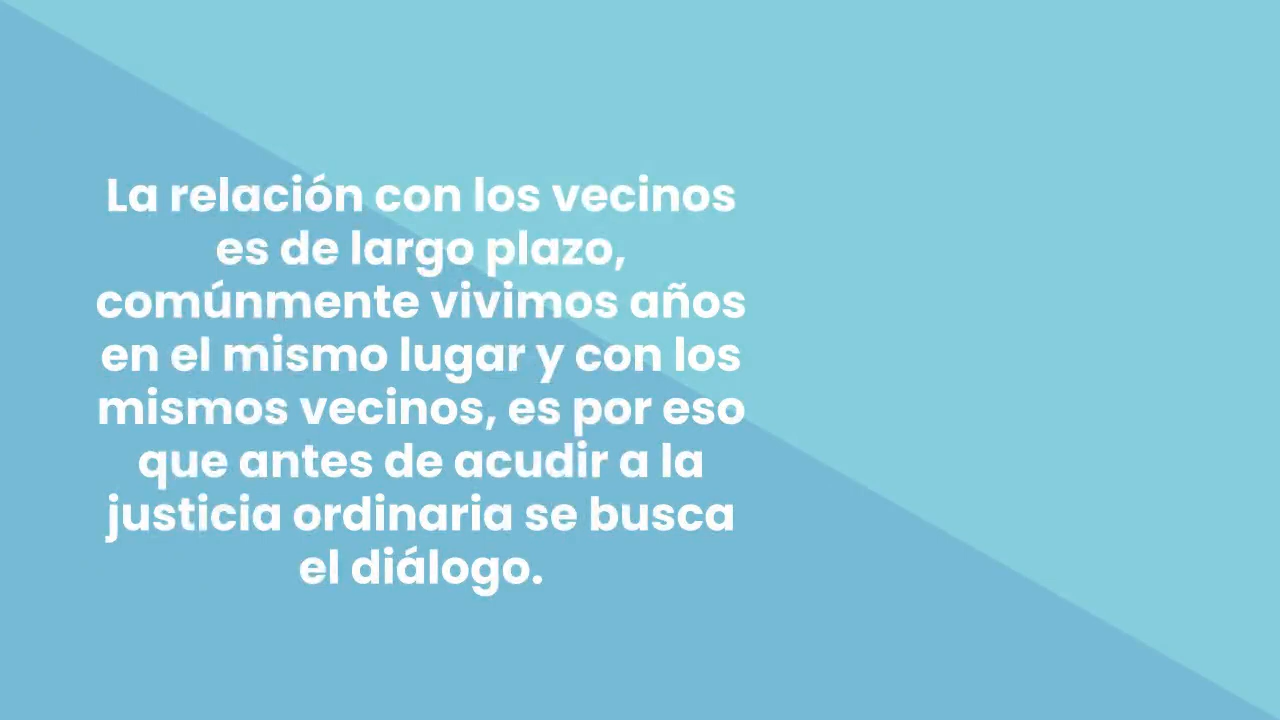 La relación con los vecinos
es de largo plazo,
comúnmente vivimos años
en el mismo lugar y con los
mismos vecinos, es por eso
que antes de acudir a la
justicia ordinaria se busca
el diálogo.